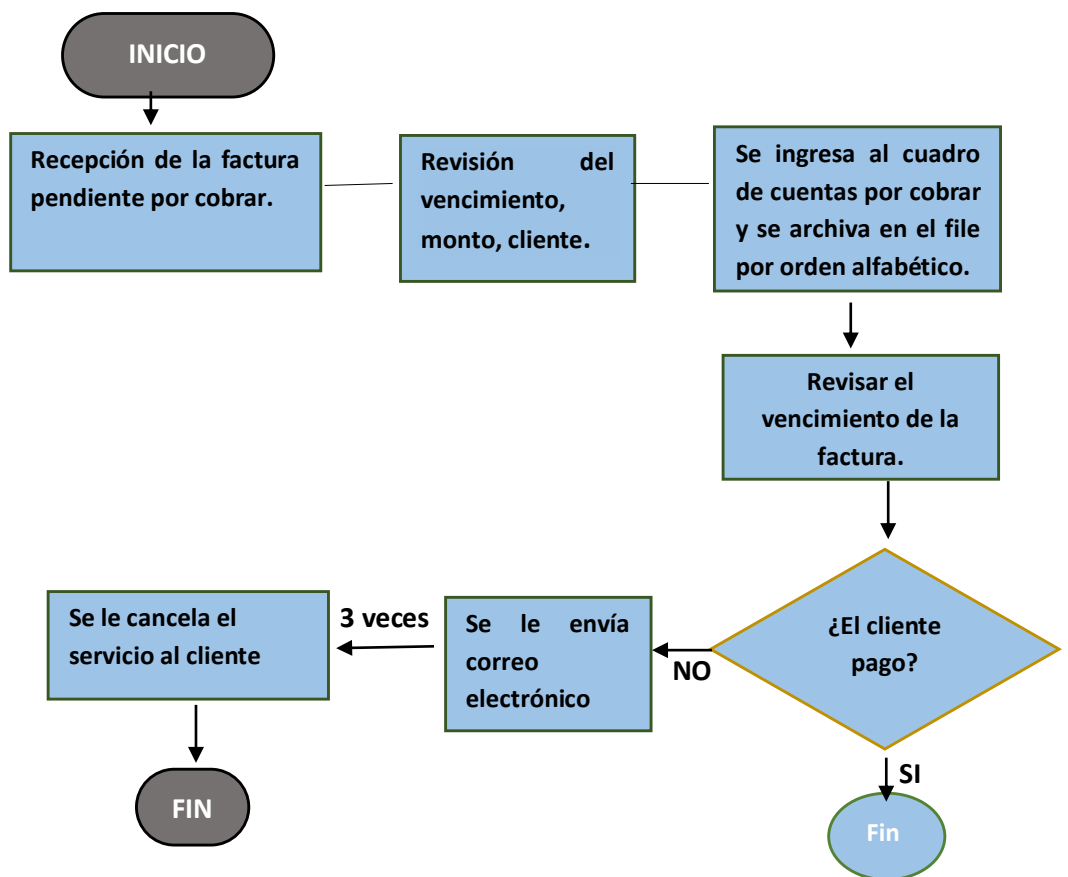 INICIO
Recepción de la factura
pendiente por cobrar.
Revisión del
vencimiento,
monto, cliente.
Se ingresa al cuadro
de cuentas por cobrar
y se archiva en el file
por orden alfabético.
Revisar el
vencimiento de la
factura.
¿El cliente
pago?
NO
Se le envía
correo
electrónico
3 veces
Se le cancela el
servicio al cliente
FIN
SI
Fin